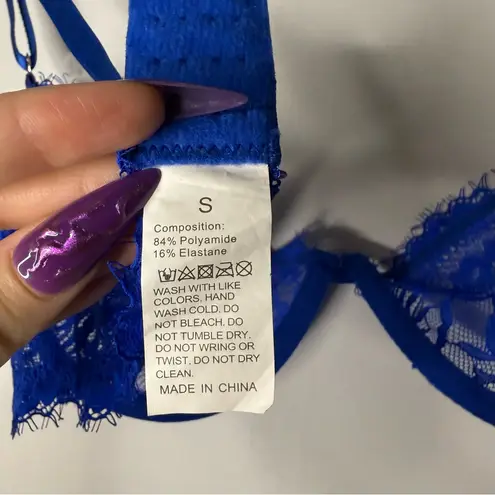 S
Composition:
84% Polyamide
16% Elastane
WASH WITH LIKE
COLORS. HAND
WASH COLD. DO
NOT BLEACH. DO
NOT TUMBLE DRY.
DO NOT WRING OR
TWIST. DO NOT DRY
CLEAN.
MADE IN CHINA